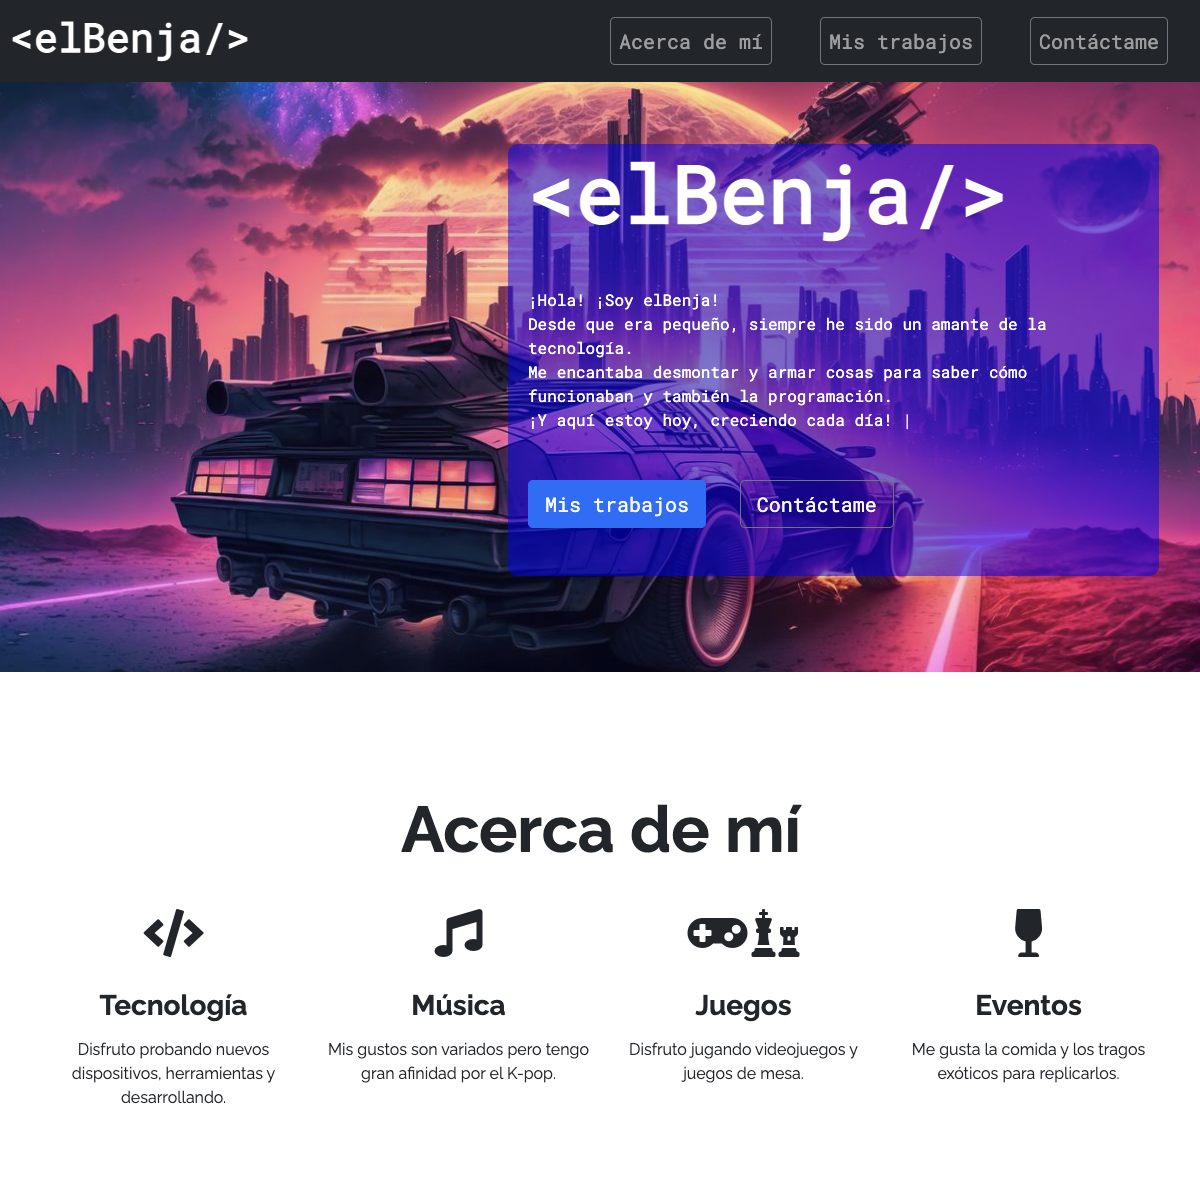 <elBenja/>
Acerca de mí
Mis trabajos
Contáctame
<elBenja/>
¡Hola! ¡Soy elBenja!
Desde que era pequeño, siempre he sido un amante de la
tecnología.
Me encantaba desmontar y armar cosas para saber cómo
funcionaban y también la programación.
¡Y aquí estoy hoy, creciendo cada día! |
Mis trabajos
Contáctame
Acerca de mí
Tecnología
Disfruto probando nuevos
dispositivos, herramientas y
desarrollando.
Música
Mis gustos son variados pero tengo
gran afinidad por el K-pop.
Juegos
Disfruto jugando videojuegos y
juegos de mesa.
Eventos
Me gusta la comida y los tragos
exóticos para replicarlos.